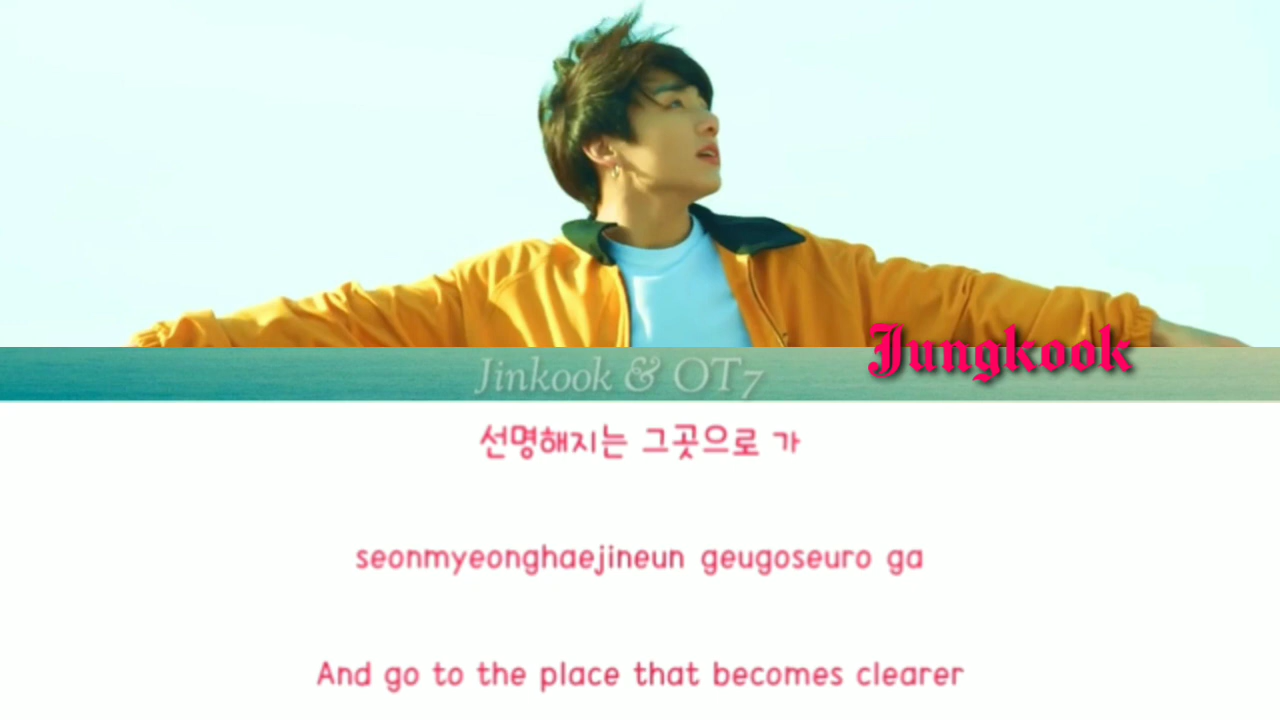 Jungkook
Jinkook & OT7
선명해지는 그곳으로 가
seonmyeonghaejineun geugoseuro ga
And go to the place that becomes clearer